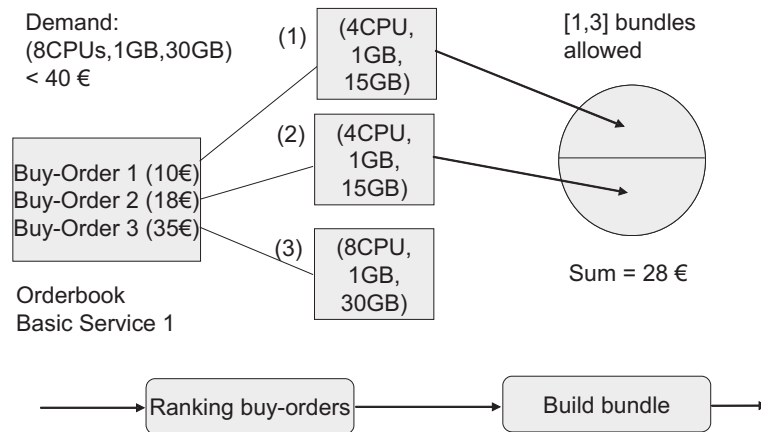 Demand:
(8CPUs,1GB,30GB)
< 40 €
(1)
(4CPU,
1GB,
15GB)
[1,3] bundles
allowed
Buy-Order 1 (10€)
Buy-Order 2 (18€)
Buy-Order 3 (35€)
(2)
(4CPU,
1GB,
15GB)
(3)
(8CPU,
1GB,
30GB)
Sum = 28 €
Orderbook
Basic Service 1
Ranking buy-orders
Build bundle